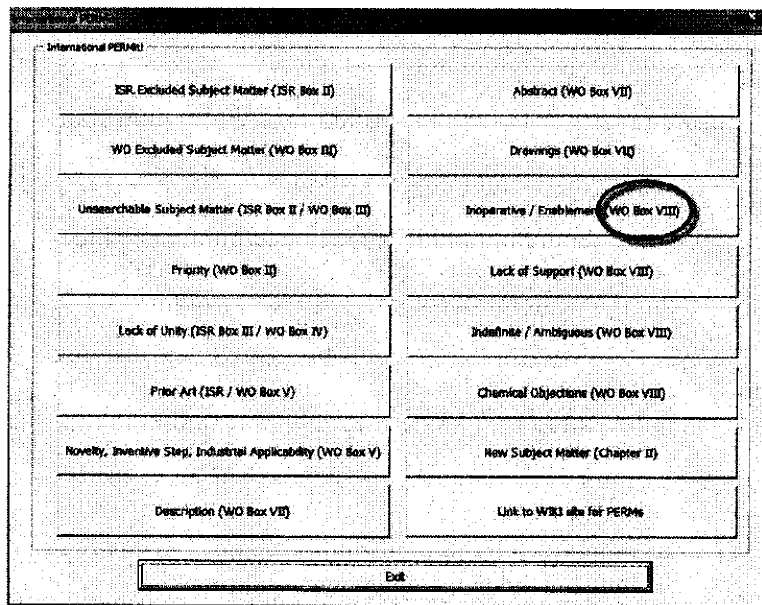 International PERMit!
ISR Excluded Subject Matter (ISR Box II)
Abstract (WO Box VII)
WO Excluded Subject Matter (WO Box III)
Drawings (WO Box VII)
Unsearchable Subject Matter (ISR Box II / WO Box III)
Inoperative / Enablement (WO Box VIII)
Priority (WO Box II)
Lack of Support (WO Box VIII)
Lack of Unity (ISR Box III / WO Box IV)
Indefinite / Ambiguous (WO Box VIII)
Prior Art (ISR / WO Box V)
Chemical Objections (WO Box VIII)
Novelty, Inventive Step, Industrial Applicability (WO Box V)
New Subject Matter (Chapter II)
Description (WO Box VII)
Link to WIKI site for PERMs
Exit